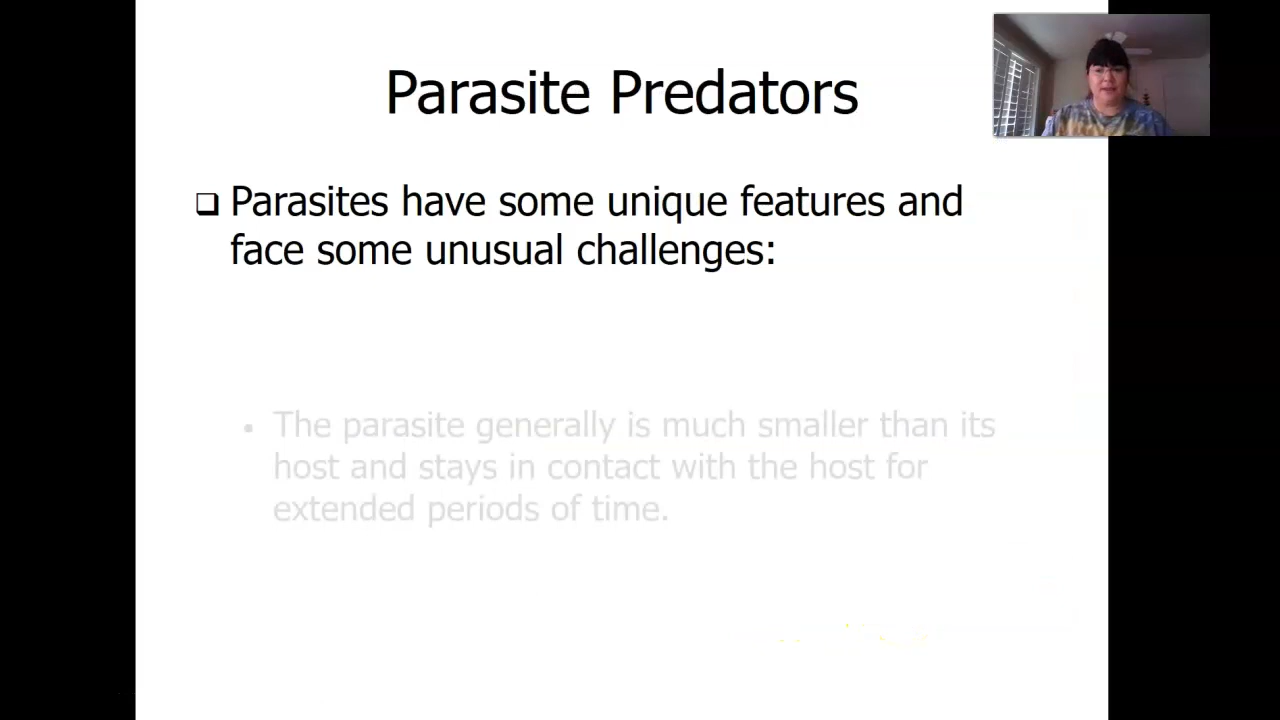 Parasite Predators
❑ Parasites have some unique features and
face some unusual challenges:
• The parasite generally is much smaller than its
host and stays in contact with the host for
extended periods of time.